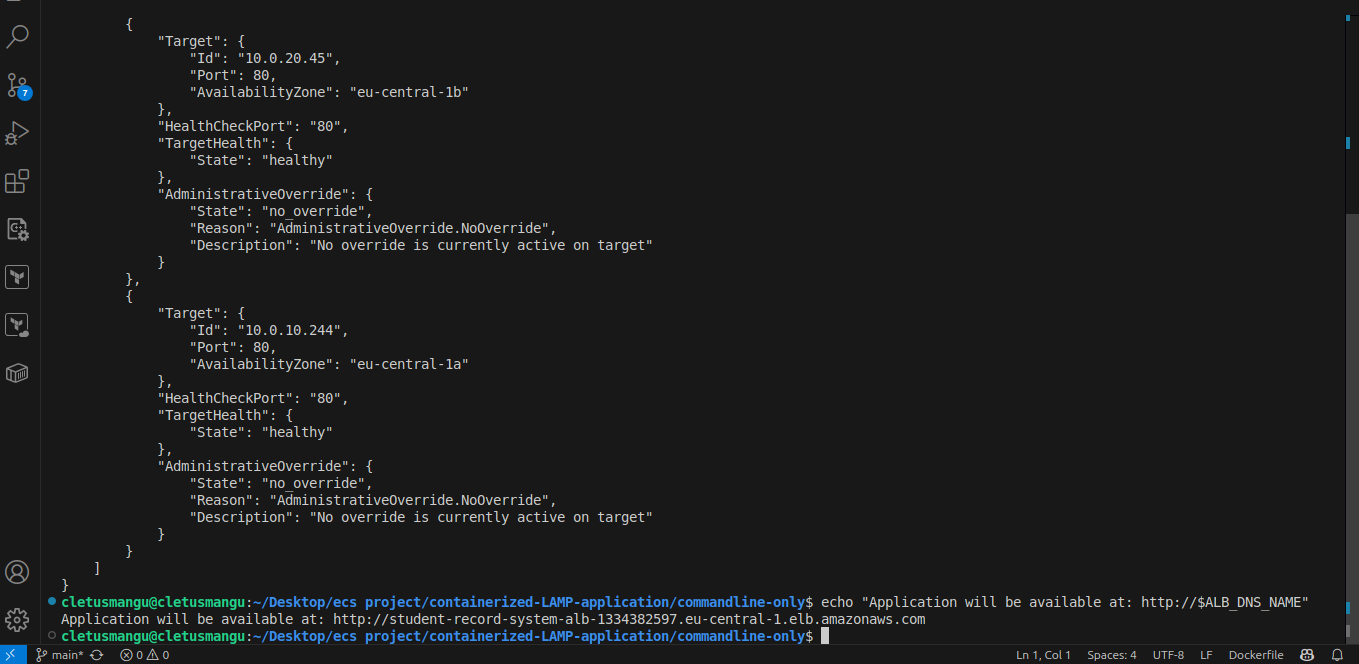 {
            "Target": {
                "Id": "10.0.20.45",
                "Port": 80,
                "AvailabilityZone": "eu-central-1b"
            },
            "HealthCheckPort": "80",
            "TargetHealth": {
                "State": "healthy"
            },
            "AdministrativeOverride": {
                "State": "no_override",
                "Reason": "AdministrativeOverride.NoOverride",
                "Description": "No override is currently active on target"
            }
        },
        {
            "Target": {
                "Id": "10.0.10.244",
                "Port": 80,
                "AvailabilityZone": "eu-central-1a"
            },
            "HealthCheckPort": "80",
            "TargetHealth": {
                "State": "healthy"
            },
            "AdministrativeOverride": {
                "State": "no_override",
                "Reason": "AdministrativeOverride.NoOverride",
                "Description": "No override is currently active on target"
            }
        }
    ]
}
cletusmangu@cletusmangu:~/Desktop/ecs project/containerized-LAMP-application/commandline-only$ echo "Application will be available at: http://$ALB_DNS_NAME"
Application will be available at: http://student-record-system-alb-1334382597.eu-central-1.elb.amazonaws.com
cletusmangu@cletusmangu:~/Desktop/ecs project/containerized-LAMP-application/commandline-only$
7
main* 0 0 Ln 1, Col 1 Spaces: 4 UTF-8 LF Dockerfile